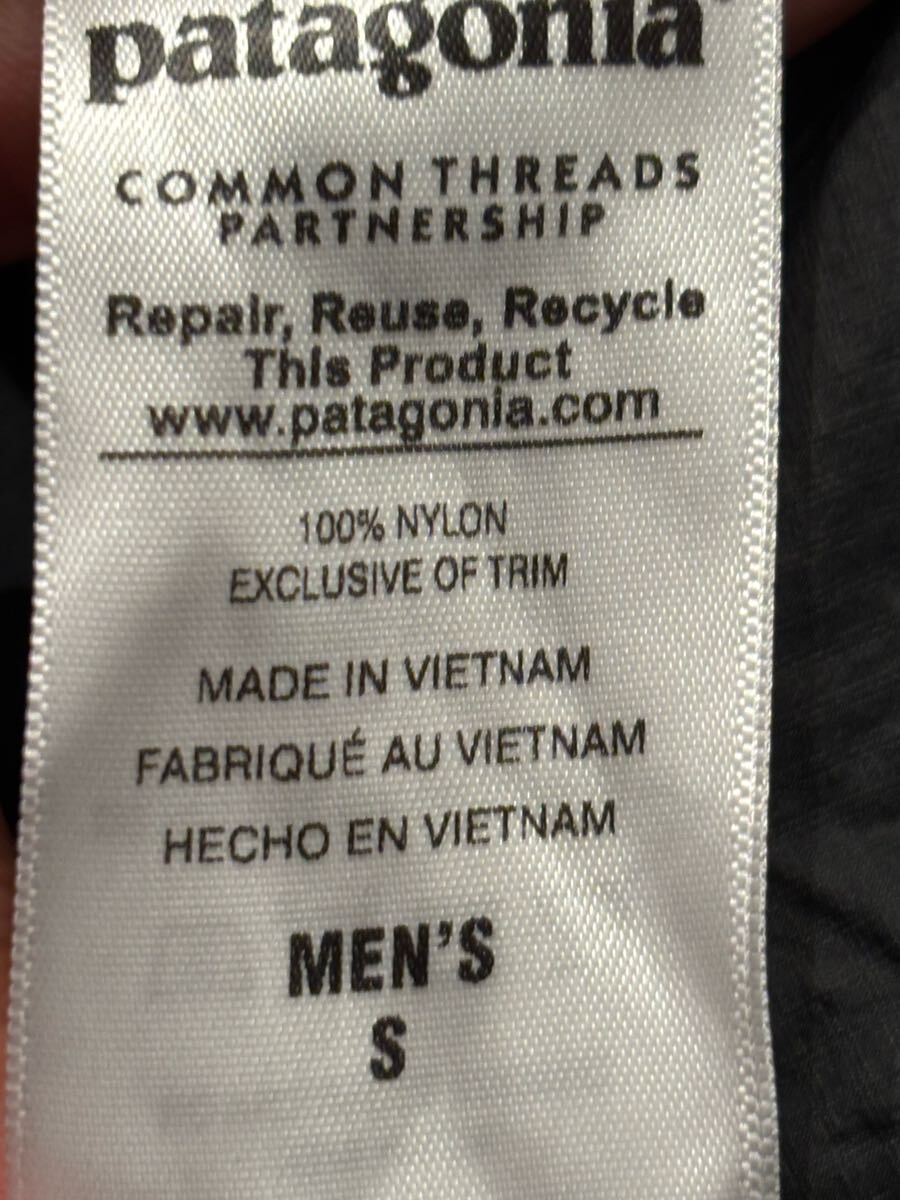 patagonia
COMMON THREADS
PARTNERSHIP
Repair, Reuse, Recycle
This Product
www.patagonia.com
100% NYLON
EXCLUSIVE OF TRIM
MADE IN VIETNAM
FABRIQUÉ AU VIETNAM
HECHO EN VIETNAM
MEN'S
S